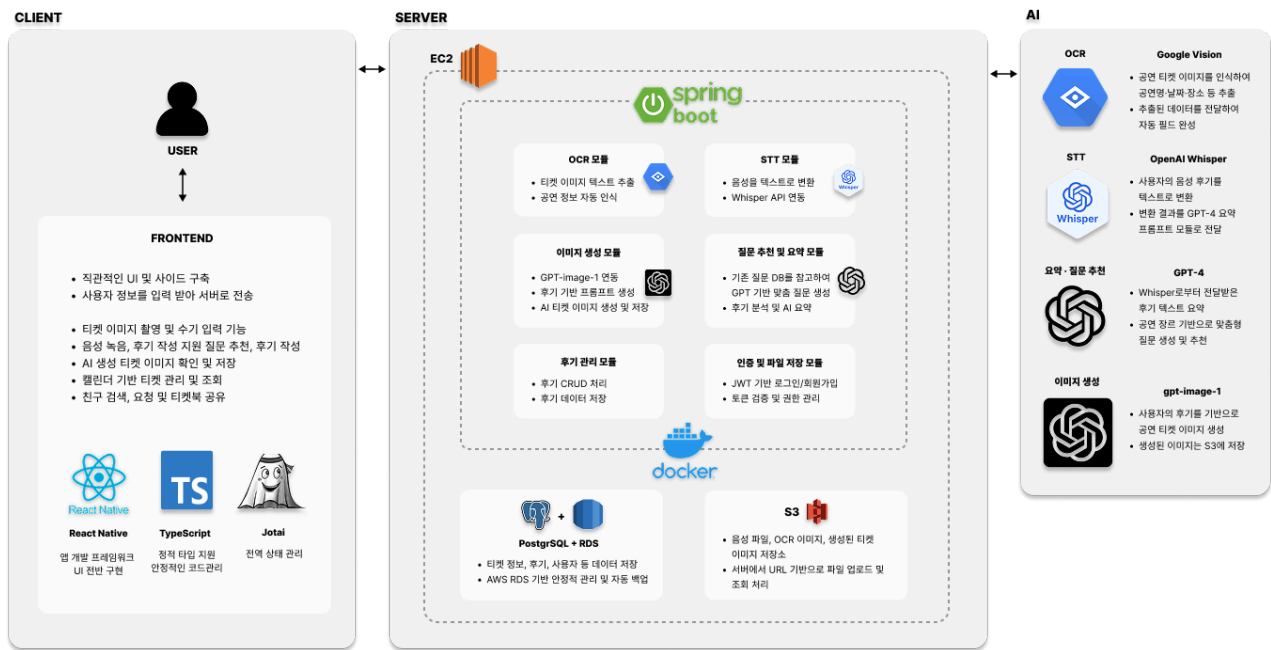 CLIENT
USER
FRONTEND
• 직관적인 UI 및 사이드 구축
• 사용자 정보를 입력 받아 서버로 전송
• 티켓 이미지 촬영 및 수기 입력 기능
• 음성 녹음, 후기 작성 지원 질문 추천, 후기 작성
• AI 생성 티켓 이미지 확인 및 저장
• 캘린더 기반 티켓 관리 및 조회
• 친구 검색, 요청 및 티켓북 공유
React Native
React Native
앱 개발 프레임워크
UI 전반 구현
TS
TypeScript
정적 타입 지원
안정적인 코드관리
Jotai
전역 상태 관리
SERVER
EC2
spring
boot
OCR 모듈
• 티켓 이미지 텍스트 추출
• 공연 정보 자동 인식
STT 모듈
• 음성을 텍스트로 변환
• Whisper API 연동
Whisper
이미지 생성 모듈
• GPT-image-1 연동
• 후기 기반 프롬프트 생성
• AI 티켓 이미지 생성 및 저장
질문 추천 및 요약 모듈
• 기존 질문 DB를 참고하여
GPT 기반 맞춤 질문 생성
• 후기 분석 및 AI 요약
후기 관리 모듈
• 후기 CRUD 처리
• 후기 데이터 저장
인증 및 파일 저장 모듈
• JWT 기반 로그인/회원가입
• 토큰 검증 및 권한 관리
docker
+
PostgrSQL + RDS
• 티켓 정보, 후기, 사용자 등 데이터 저장
• AWS RDS 기반 안정적 관리 및 자동 백업
S3
• 음성 파일, OCR 이미지, 생성된 티켓
이미지 저장소
• 서버에서 URL 기반으로 파일 업로드 및
조회 처리
AI
OCR
Google Vision
• 공연 티켓 이미지를 인식하여
공연명·날짜·장소 등 추출
• 추출된 데이터를 전달하여
자동 필드 완성
STT
Whisper
OpenAI Whisper
• 사용자의 음성 후기를
텍스트로 변환
• 변환 결과를 GPT-4 요약
프롬프트 모듈로 전달
요약 · 질문 추천
GPT-4
• Whisper로부터 전달받은
후기 텍스트 요약
• 공연 장르 기반으로 맞춤형
질문 생성 및 추천
이미지 생성
gpt-image-1
• 사용자의 후기를 기반으로
공연 티켓 이미지 생성
• 생성된 이미지는 S3에 저장